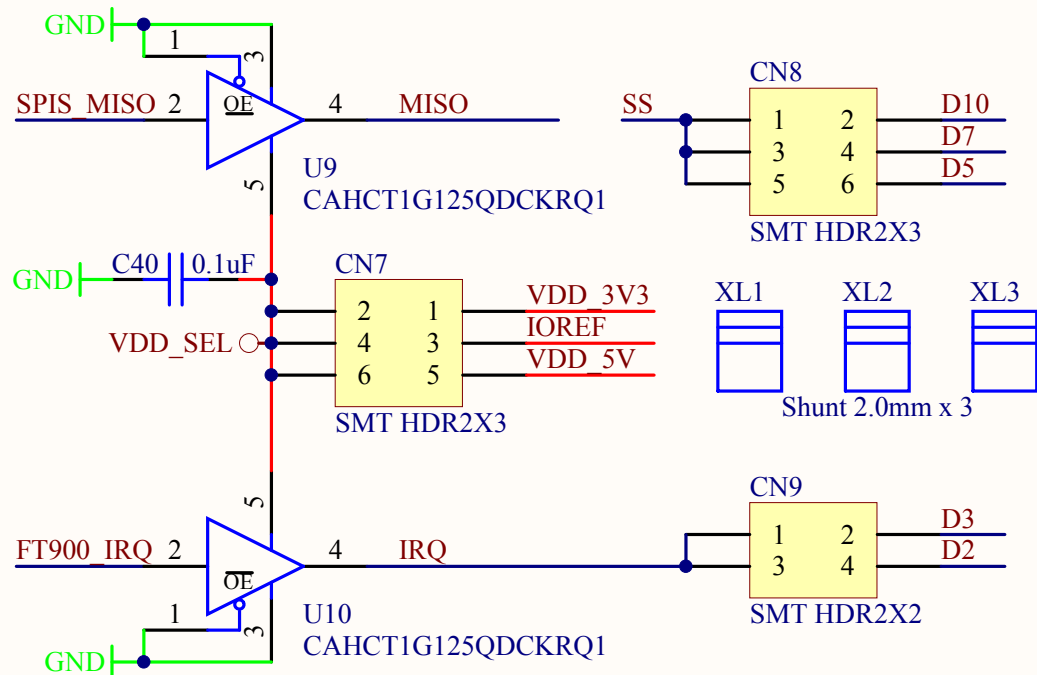 GND
1
3
SPIS_MISO 2
OE
4 MISO
5
U9
CAHCT1G125QDCKRQ1
SS
CN8
1 2 D10
3 4 D7
5 6 D5
SMT HDR2X3
GND
C40 0.1uF
CN7
2 1 VDD_3V3
VDD_SEL 4 3 IOREF
6 5 VDD_5V
SMT HDR2X3
XL1 XL2 XL3
Shunt 2.0mm x 3
5
FT900_IRQ 2
OE
4 IRQ
1
3
U10
CAHCT1G125QDCKRQ1
GND
CN9
1 2 D3
3 4 D2
SMT HDR2X2